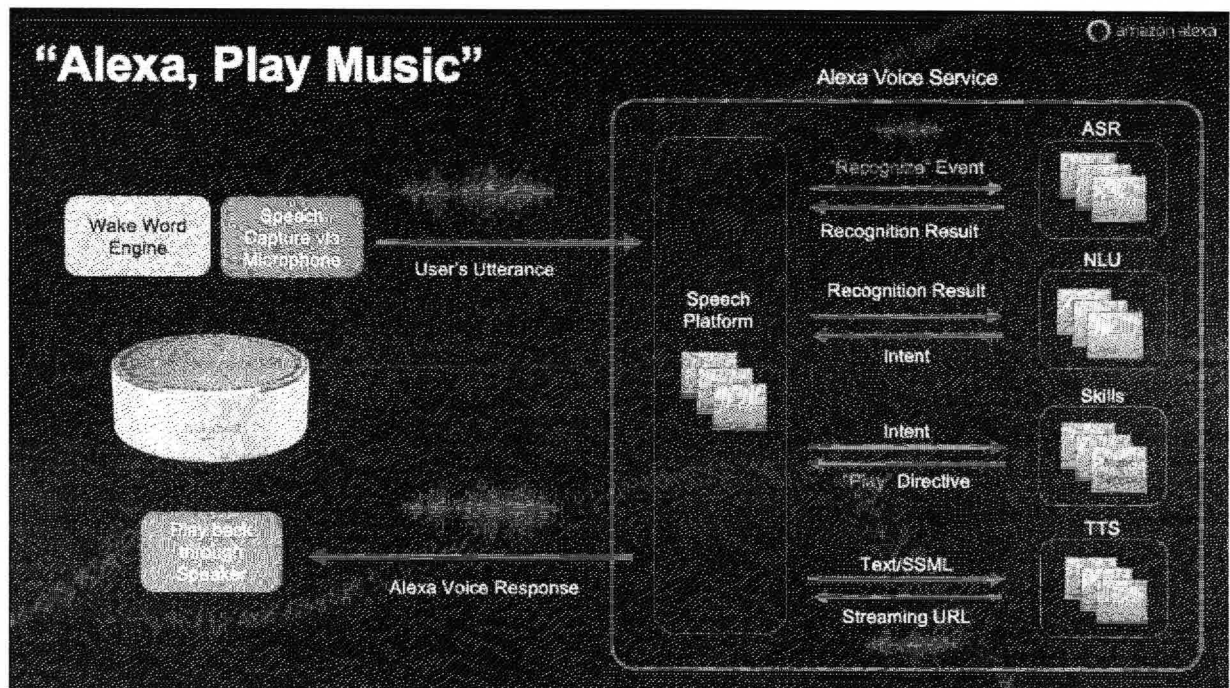 amazon alexa
“Alexa, Play Music”
Alexa Voice Service
ASR
"Recognize" Event
Wake Word
Engine
Speech
Capture via
Microphone
Recognition Result
User's Utterance
NLU
Recognition Result
Speech
Platform
Intent
Skills
Intent
"Play" Directive
Play back
through
Speaker
TTS
Text/SSML
Alexa Voice Response
Streaming URL